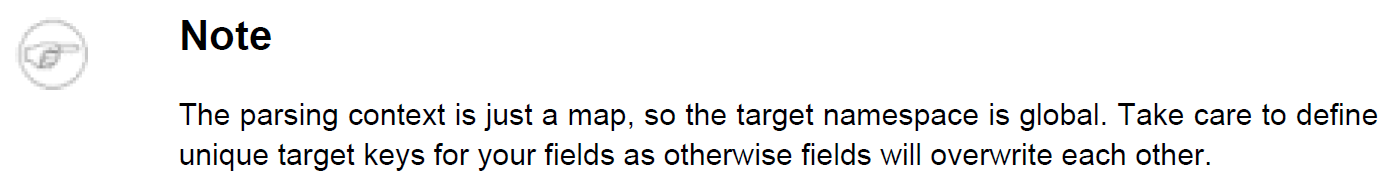 Note
The parsing context is just a map, so the target namespace is global. Take care to define
unique target keys for your fields as otherwise fields will overwrite each other.